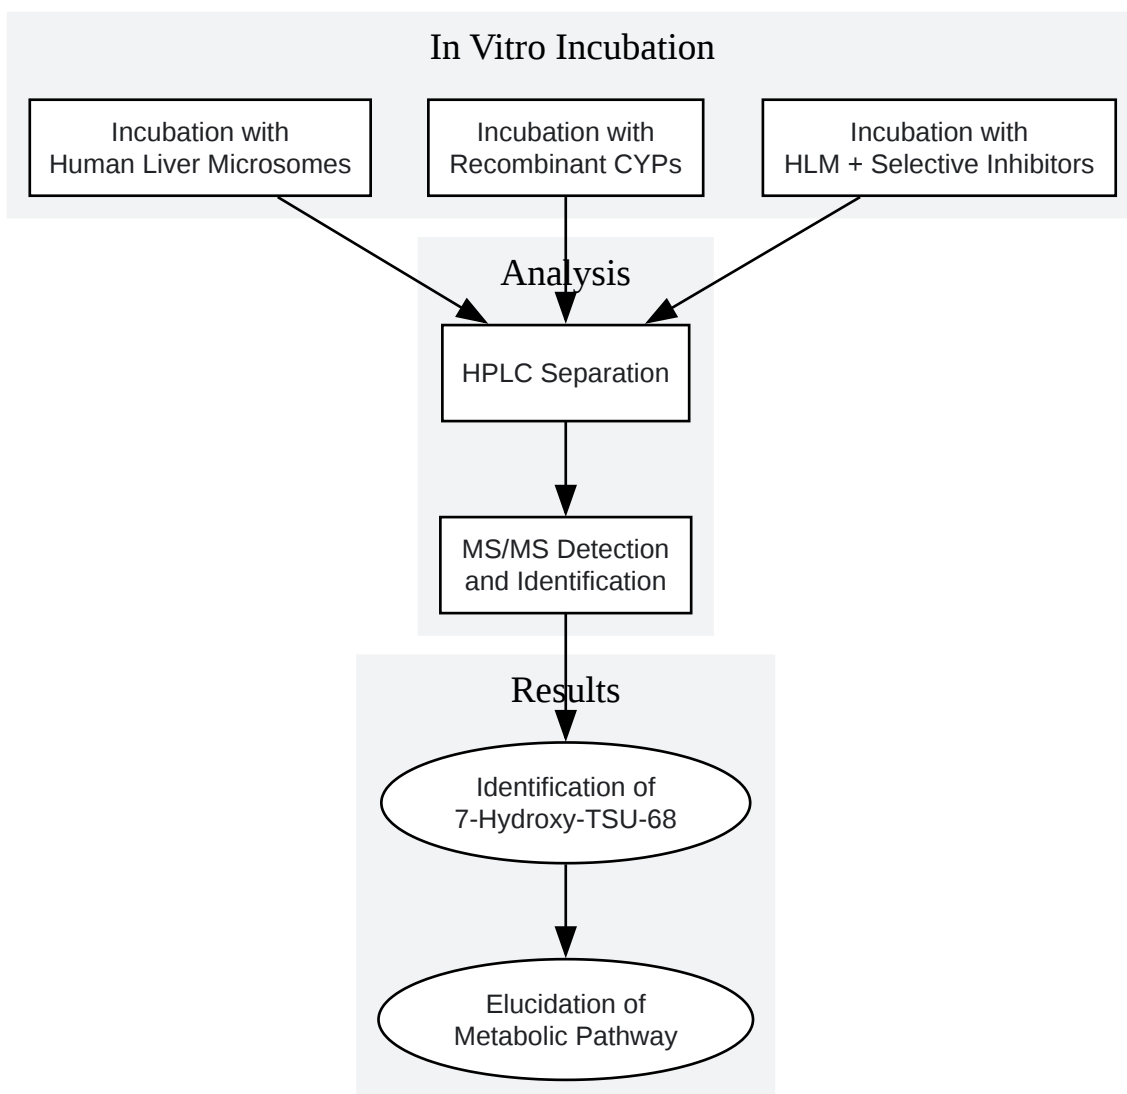 In Vitro Incubation
Incubation with
Human Liver Microsomes
Incubation with
Recombinant CYPs
Incubation with
HLM + Selective Inhibitors
Analysis
HPLC Separation
MS/MS Detection
and Identification
Results
Identification of
7-Hydroxy-TSU-68
Elucidation of
Metabolic Pathway